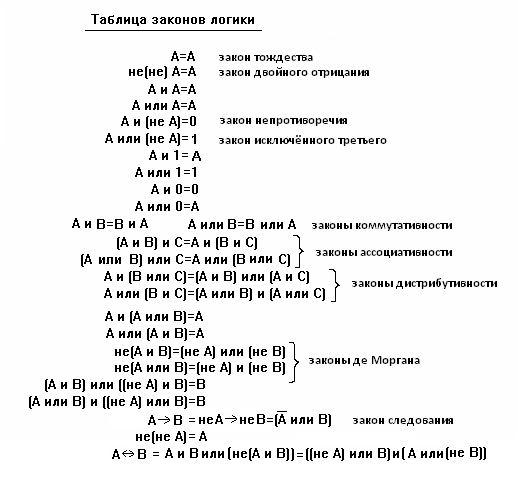 Таблица законов логики
A=A закон тождества
не(не) A=A закон двойного отрицания
A и A=A
A или A=A
A и (не A)=0 закон непротиворечия
A или (не A)=1 закон исключённого третьего
A и 1= A
A или 1=1
A и 0=0
A или 0=A
A и B=B и A A или B=B или A законы коммутативности
(A и B) и C=A и (B и C)
(A или B) или C=A или (B или C) законы ассоциативности
A и (B или C)=(A и B) или (A и C)
A или (B и C)=(A или B) и (A или C) законы дистрибутивности
A и (A или B)=A
A или (A и B)=A
не(A и B)=(не A) или (не B)
не(A или B)=(не A) и (не B) законы де Моргана
(A и B) или ((не A) и B)=B
(A или B) и ((не A) или B)=B
A→B = неA→неB=(A̅ или B) закон следования
не(не A)= A
A⇔B = A и B или (не(A и B))=((не A) или B)и( A или(не B))